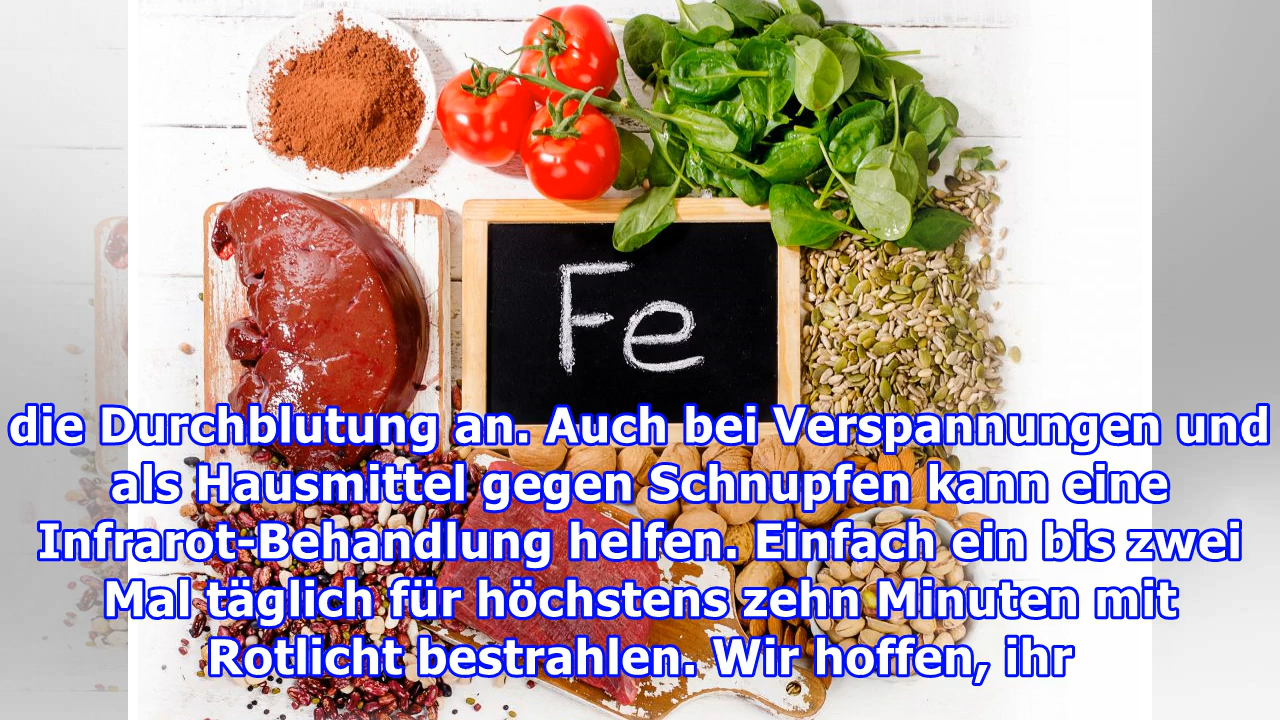 Fe
die Durchblutung an. Auch bei Verspannungen und
als Hausmittel gegen Schnupfen kann eine
Infrarot-Behandlung helfen. Einfach ein bis zwei
Mal täglich für höchstens zehn Minuten mit
Rotlicht bestrahlen. Wir hoffen, ihr